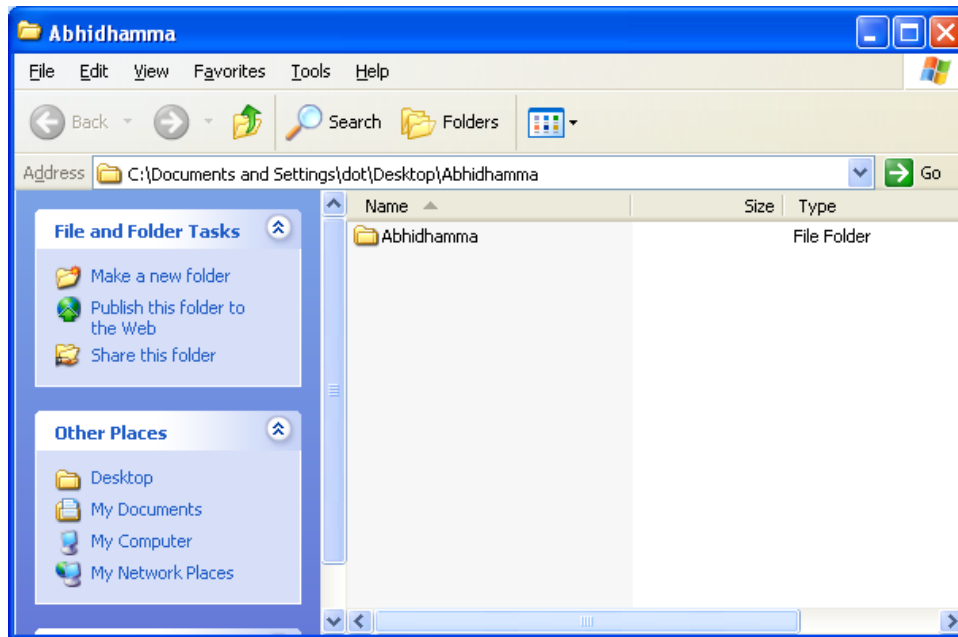 Abhidhamma
File Edit View Favorites Tools Help
Back Search Folders
Address C:\Documents and Settings\dot\Desktop\Abhidhamma Go
File and Folder Tasks
Make a new folder
Publish this folder to
the Web
Share this folder
Other Places
Desktop
My Documents
My Computer
My Network Places
Name Size Type
Abhidhamma File Folder